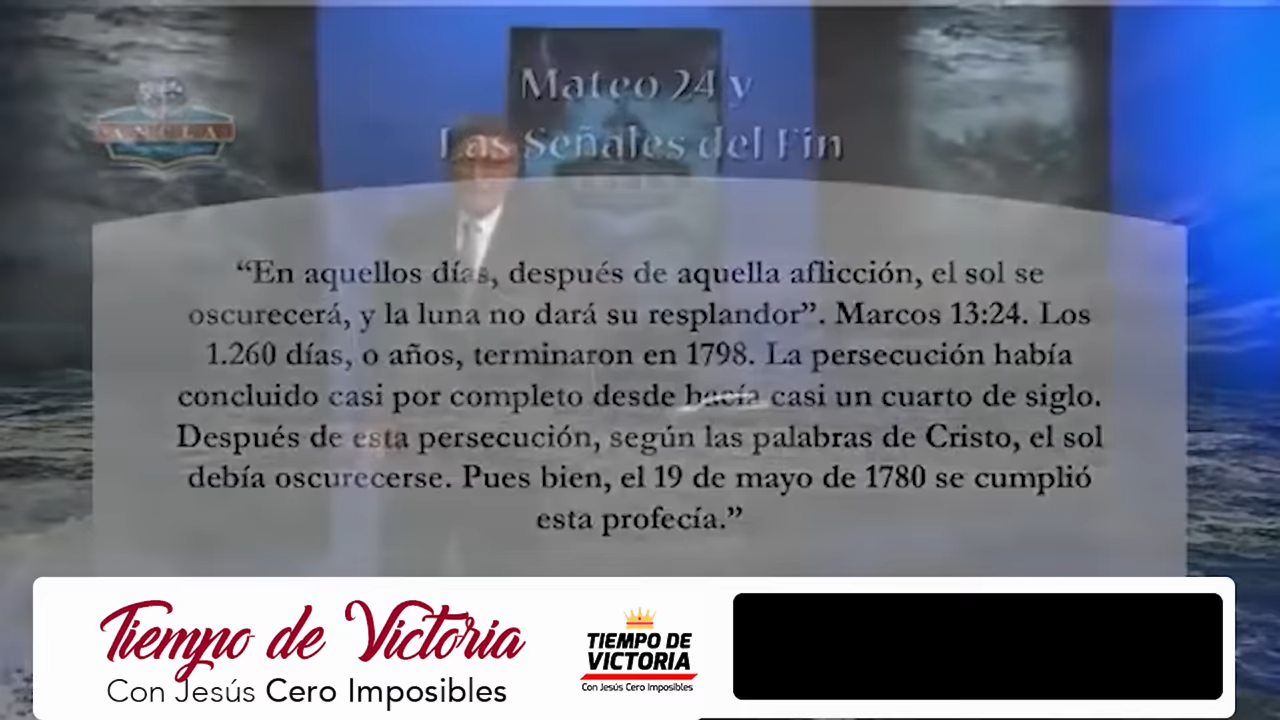 Mateo 24 y
Las Señales del Fin
ANCLA
“En aquellos días, después de aquella aflicción, el sol se
oscurecerá, y la luna no dará su resplandor”. Marcos 13:24. Los
1.260 días, o años, terminaron en 1798. La persecución había
concluido casi por completo desde hacía casi un cuarto de siglo.
Después de esta persecución, según las palabras de Cristo, el sol
debía oscurecerse. Pues bien, el 19 de mayo de 1780 se cumplió
esta profecía.”
Tiempo de Victoria
Con Jesús Cero Imposibles
TIEMPO DE
VICTORIA
Con Jesús Cero Imposibles